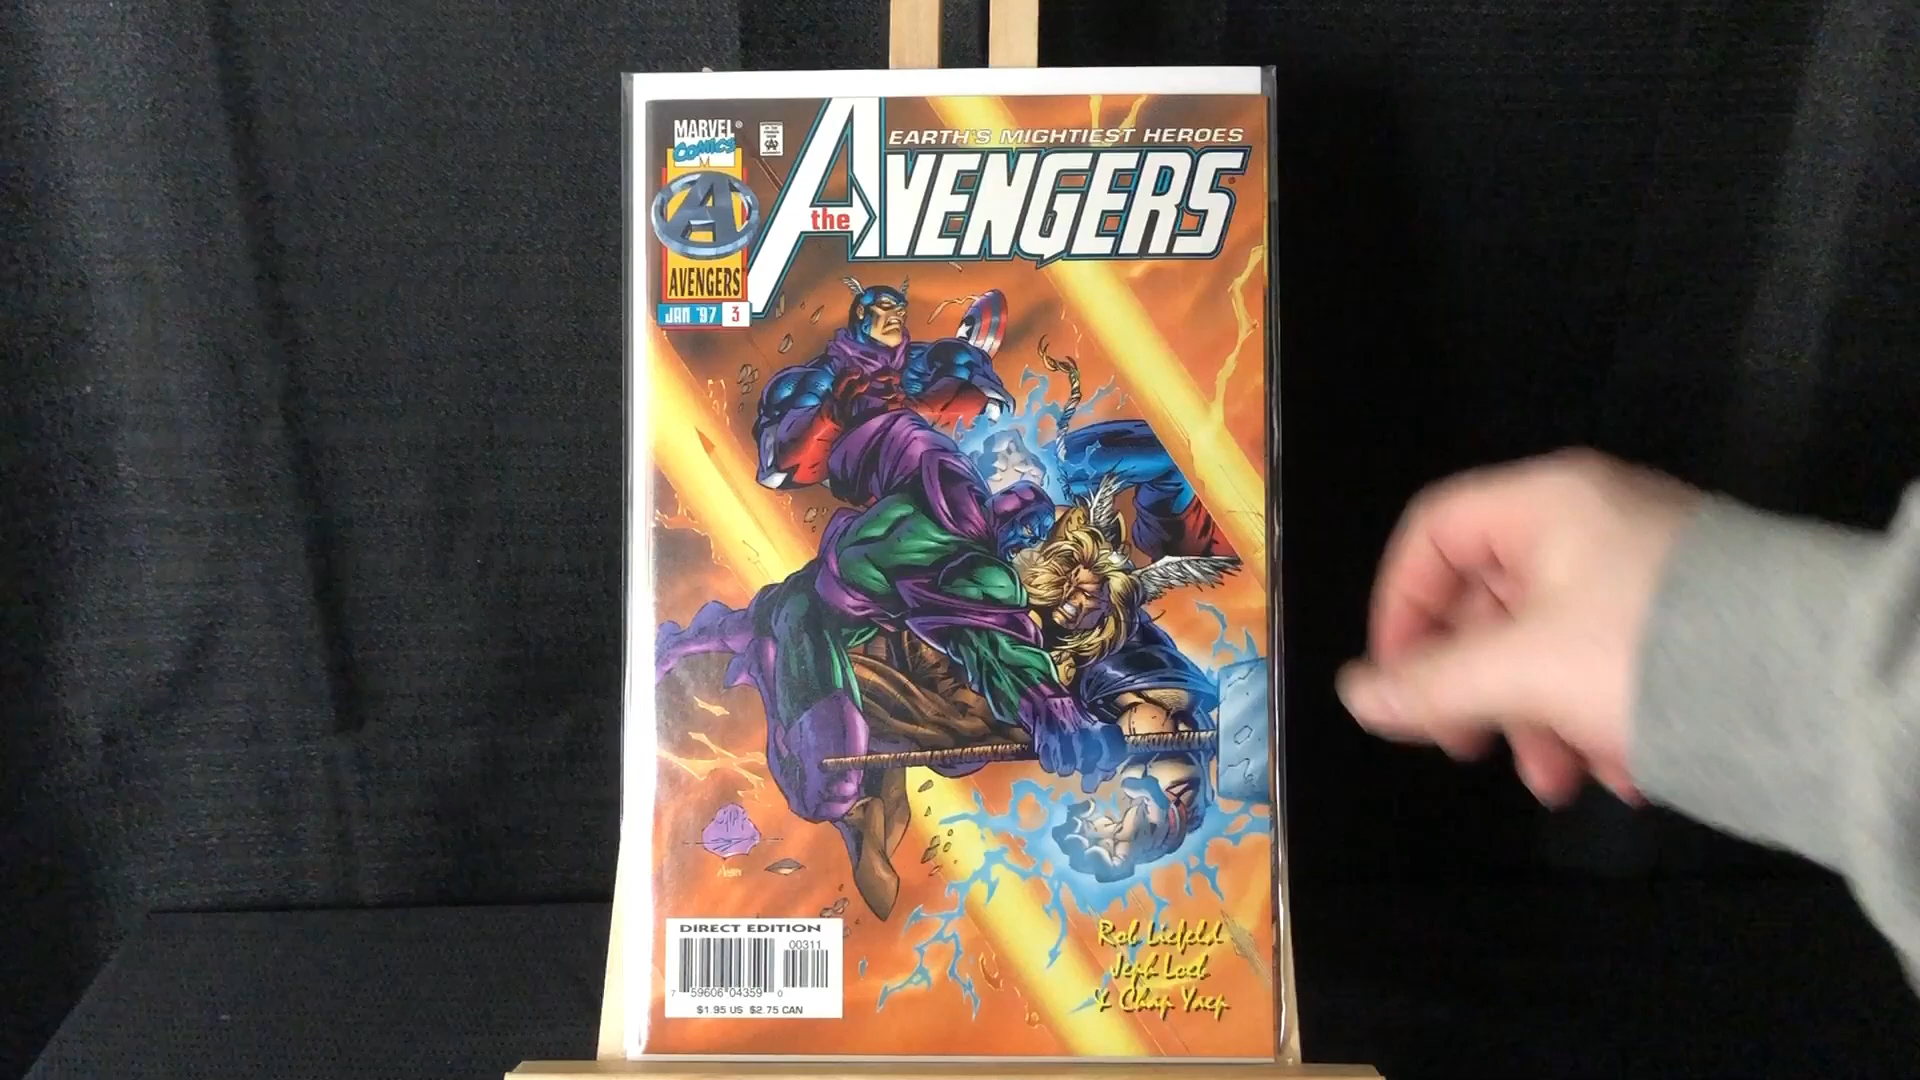 MARVEL®
COMICS
EARTH'S MIGHTIEST HEROES
the AVENGERS
A
AVENGERS
JAN '97 3
DIRECT EDITION
00311
7 59606 04359 0
$1.95 US $2.75 CAN
Rob Liefeld
Jeph Loeb
& Chap Yaep